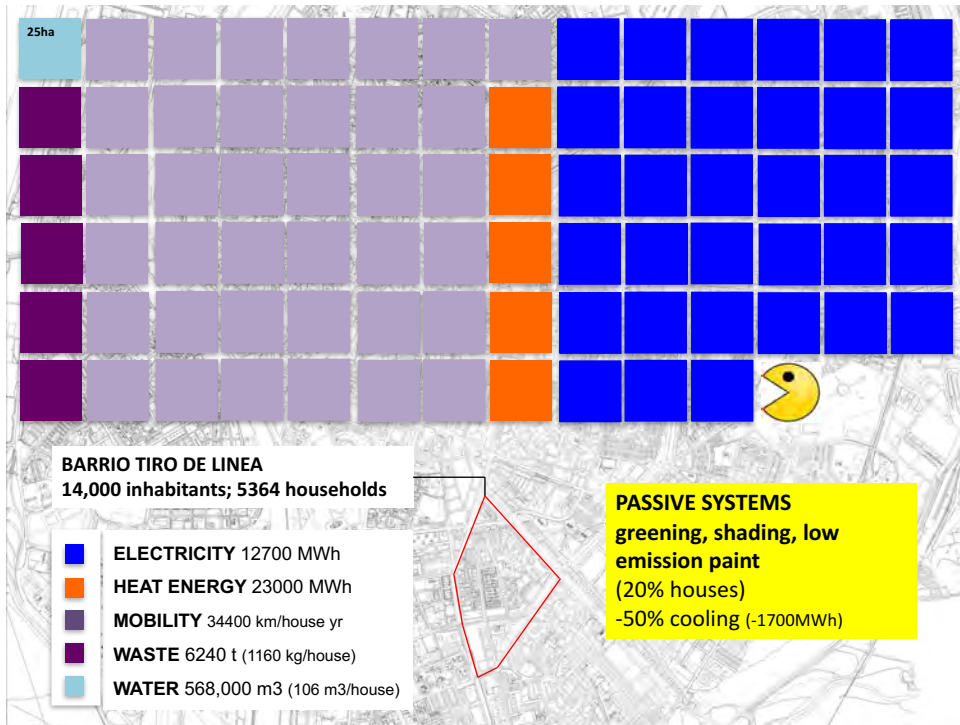 25ha
BARRIO TIRO DE LINEA
14,000 inhabitants; 5364 households
ELECTRICITY 12700 MWh
HEAT ENERGY 23000 MWh
MOBILITY 34400 km/house yr
WASTE 6240 t (1160 kg/house)
WATER 568,000 m3 (106 m3/house)
PASSIVE SYSTEMS
greening, shading, low
emission paint
(20% houses)
-50% cooling (-1700MWh)